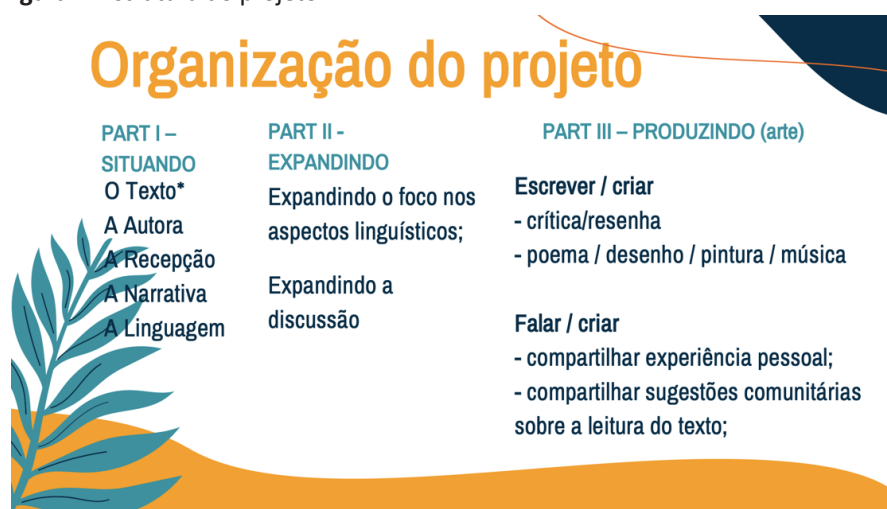 Organização do projeto
PART I –
SITUANDO
O Texto*
A Autora
A Recepção
A Narrativa
A Linguagem
PART II -
EXPANDINDO
Expandindo o foco nos
aspectos linguísticos;
Expandindo a
discussão
PART III – PRODUZINDO (arte)
Escrever / criar
- crítica/resenha
- poema / desenho / pintura / música
Falar / criar
- compartilhar experiência pessoal;
- compartilhar sugestões comunitárias
sobre a leitura do texto;